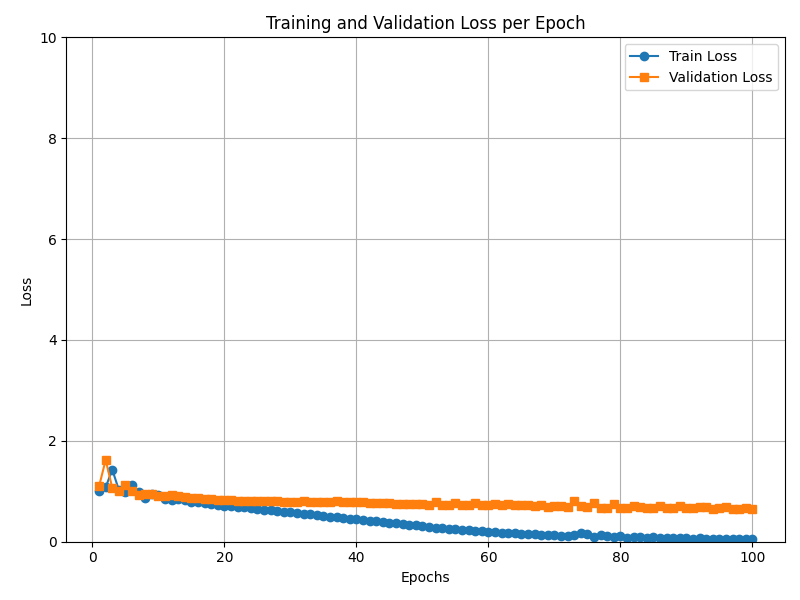 Training and Validation Loss per Epoch
10
8
6
4
2
0
Loss
Train Loss
Validation Loss
0 20 40 60 80 100
Epochs